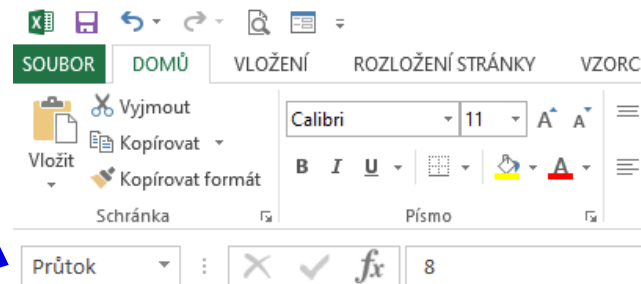 SOUBOR DOMŮ VLOŽENÍ ROZLOŽENÍ STRÁNKY VZORC
Vyjmout
Calibri 11 A A
Kopírovat
Vložit
B I U A
Kopírovat formát
Schránka Písmo
Průtok fx 8